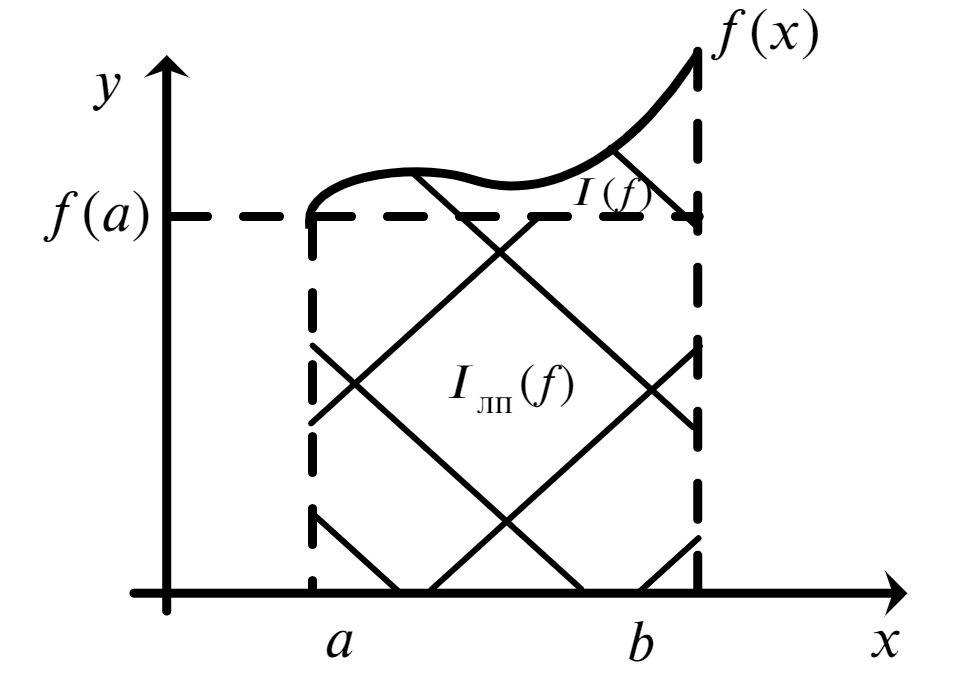 f(x)
y
I(f)
f(a)
I лп (f)
a
b
x